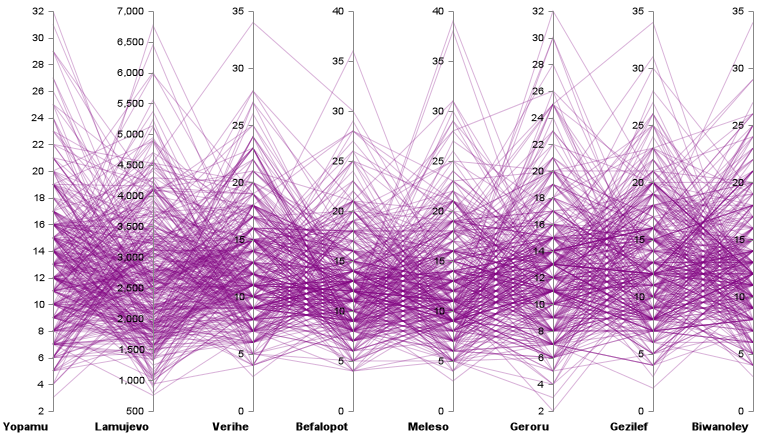 32 7,000 35 40 40 32 35 35
30 6,500 30 35 35 30 30 30
28 6,000 30 30 28
26 5,500 25 26 25 25
24 5,000 25 25 24
22 4,500 22
20 4,000 20 20 20 20 20 20
18 3,500 18
16 3,000 15 15 15 16 15 15
14 2,500 14
12 2,000 10 10 10 12 10 10
10 1,500 10
8 1,000 5 5 5 8 5 5
6 500 0 0 0 6 0 0
4 4
2 2
Yopamu Lamujevo Verihe Befalopot Meleso Geroru Gezilef Biwanoley